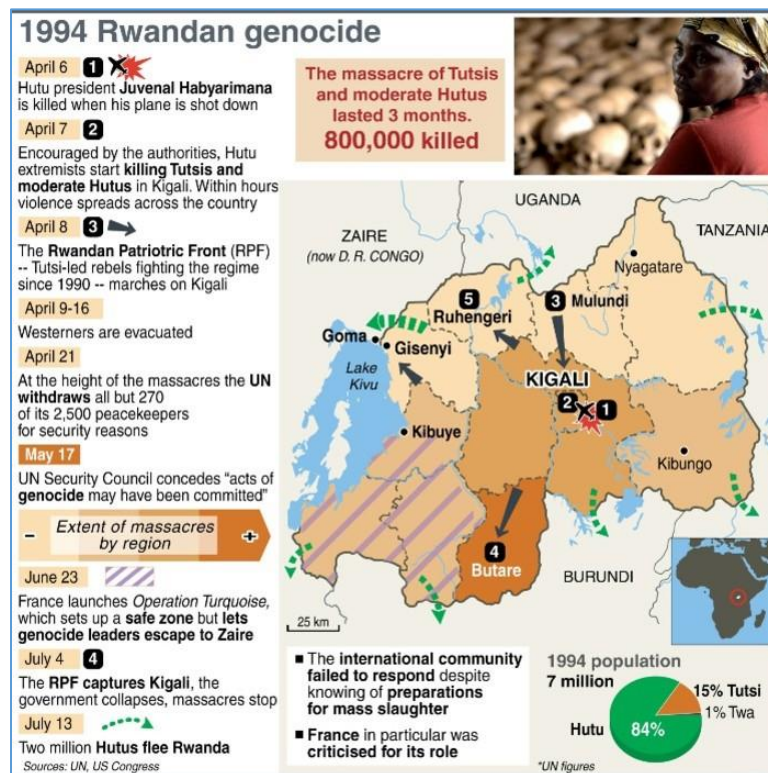 1994 Rwandan genocide
April 6 1
Hutu president Juvenal Habyarimana
is killed when his plane is shot down
April 7 2
Encouraged by the authorities, Hutu
extremists start killing Tutsis and
moderate Hutus in Kigali. Within hours
violence spreads across the country
April 8 3
The Rwandan Patriotic Front (RPF)
-- Tutsi-led rebels fighting the regime
since 1990 -- marches on Kigali
April 9-16
Westerners are evacuated
April 21
At the height of the massacres the UN
withdraws all but 270
of its 2,500 peacekeepers
for security reasons
May 17
UN Security Council concedes “acts of
genocide may have been committed”
- Extent of massacres +
by region
June 23
France launches Operation Turquoise,
which sets up a safe zone but lets
genocide leaders escape to Zaire
July 4 4
The RPF captures Kigali, the
government collapses, massacres stop
July 13
Two million Hutus flee Rwanda
Sources: UN, US Congress
The massacre of Tutsis
and moderate Hutus
lasted 3 months.
800,000 killed
UGANDA
ZAIRE
(now D. R. CONGO)
TANZANIA
Nyagatare
5
Ruhengeri
3 Mulundi
Goma
Gisenyi
Lake
Kivu
KIGALI
2 1
Kibuye
Kibungo
4
Butare
BURUNDI
25 km
■ The international community
failed to respond despite
knowing of preparations
for mass slaughter
■ France in particular was
criticised for its role
1994 population
7 million
15% Tutsi
1% Twa
Hutu 84%
*UN figures